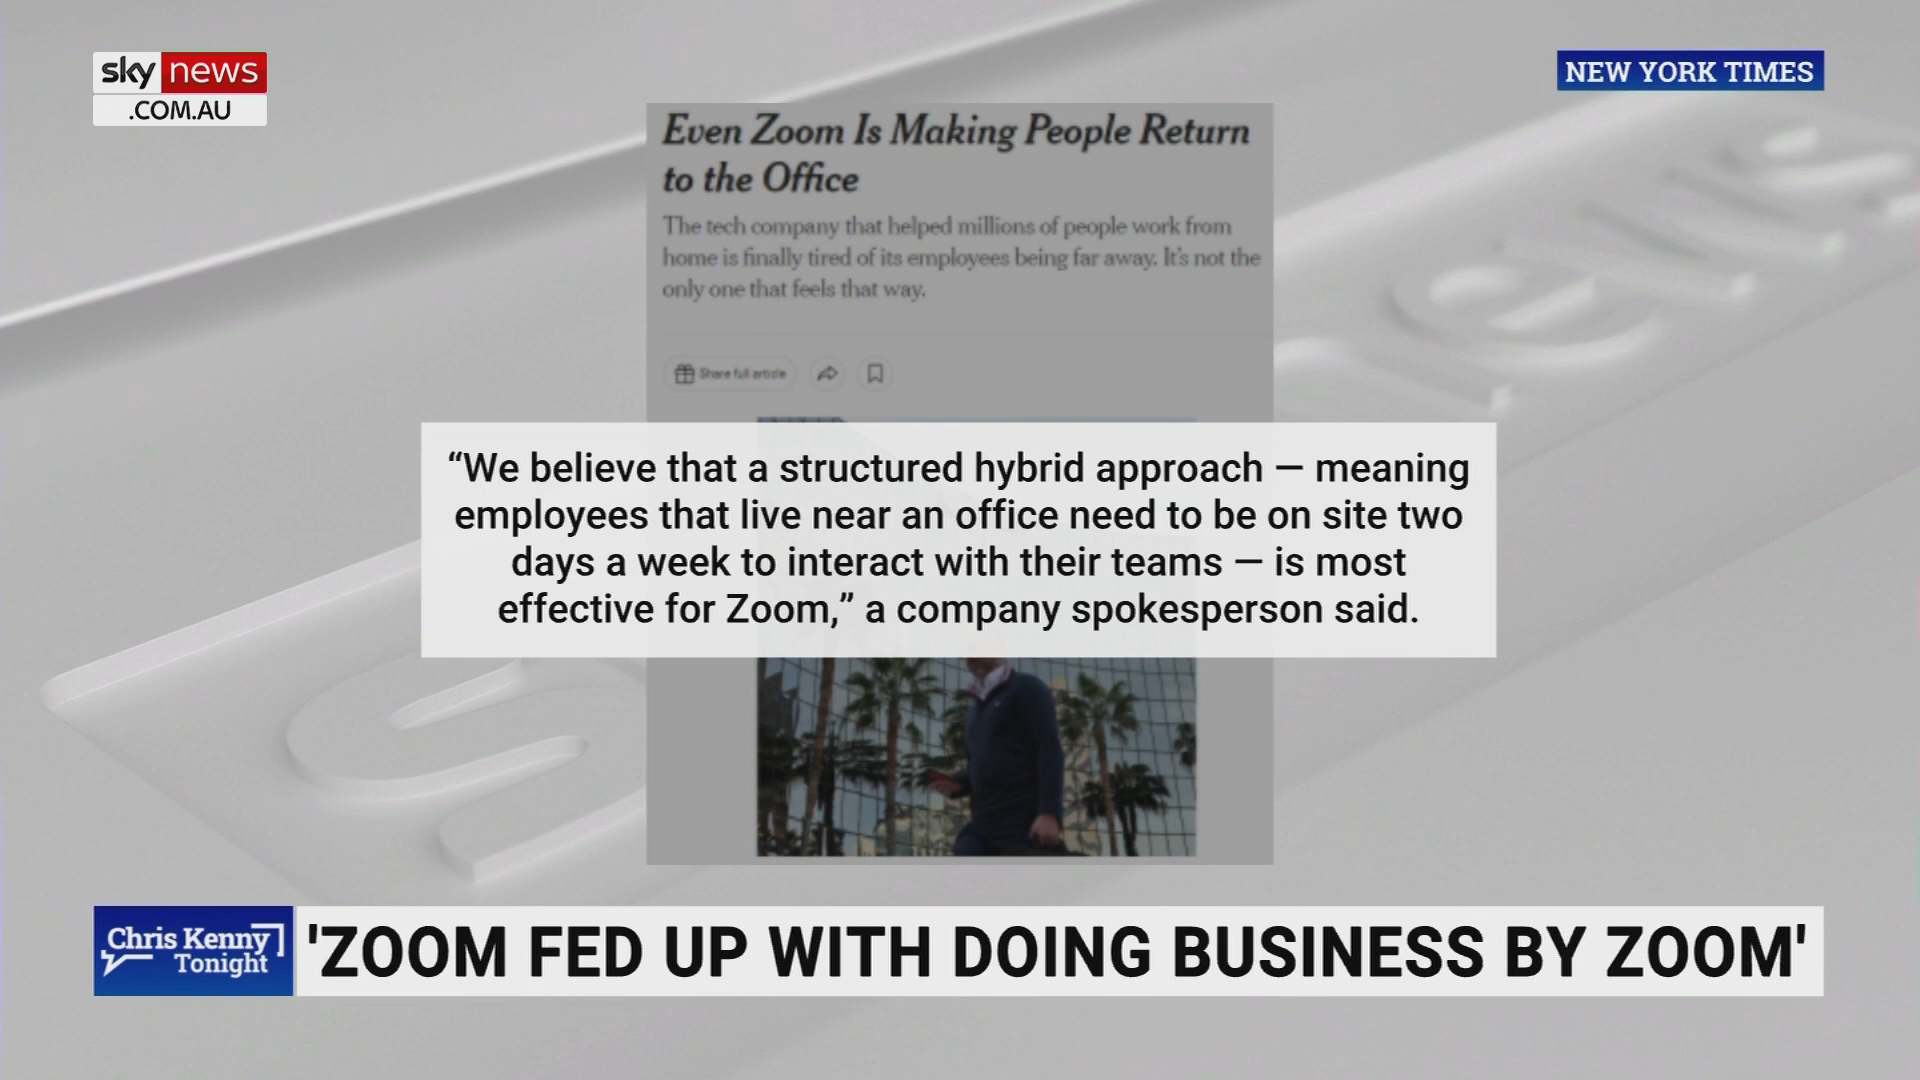 sky news
.COM.AU
NEW YORK TIMES
Even Zoom Is Making People Return
to the Office
The tech company that helped millions of people work from
home is finally tired of its employees being far away. It's not the
only one that feels that way.
Share full article
“We believe that a structured hybrid approach — meaning
employees that live near an office need to be on site two
days a week to interact with their teams — is most
effective for Zoom,” a company spokesperson said.
Chris Kenny
Tonight
'ZOOM FED UP WITH DOING BUSINESS BY ZOOM'